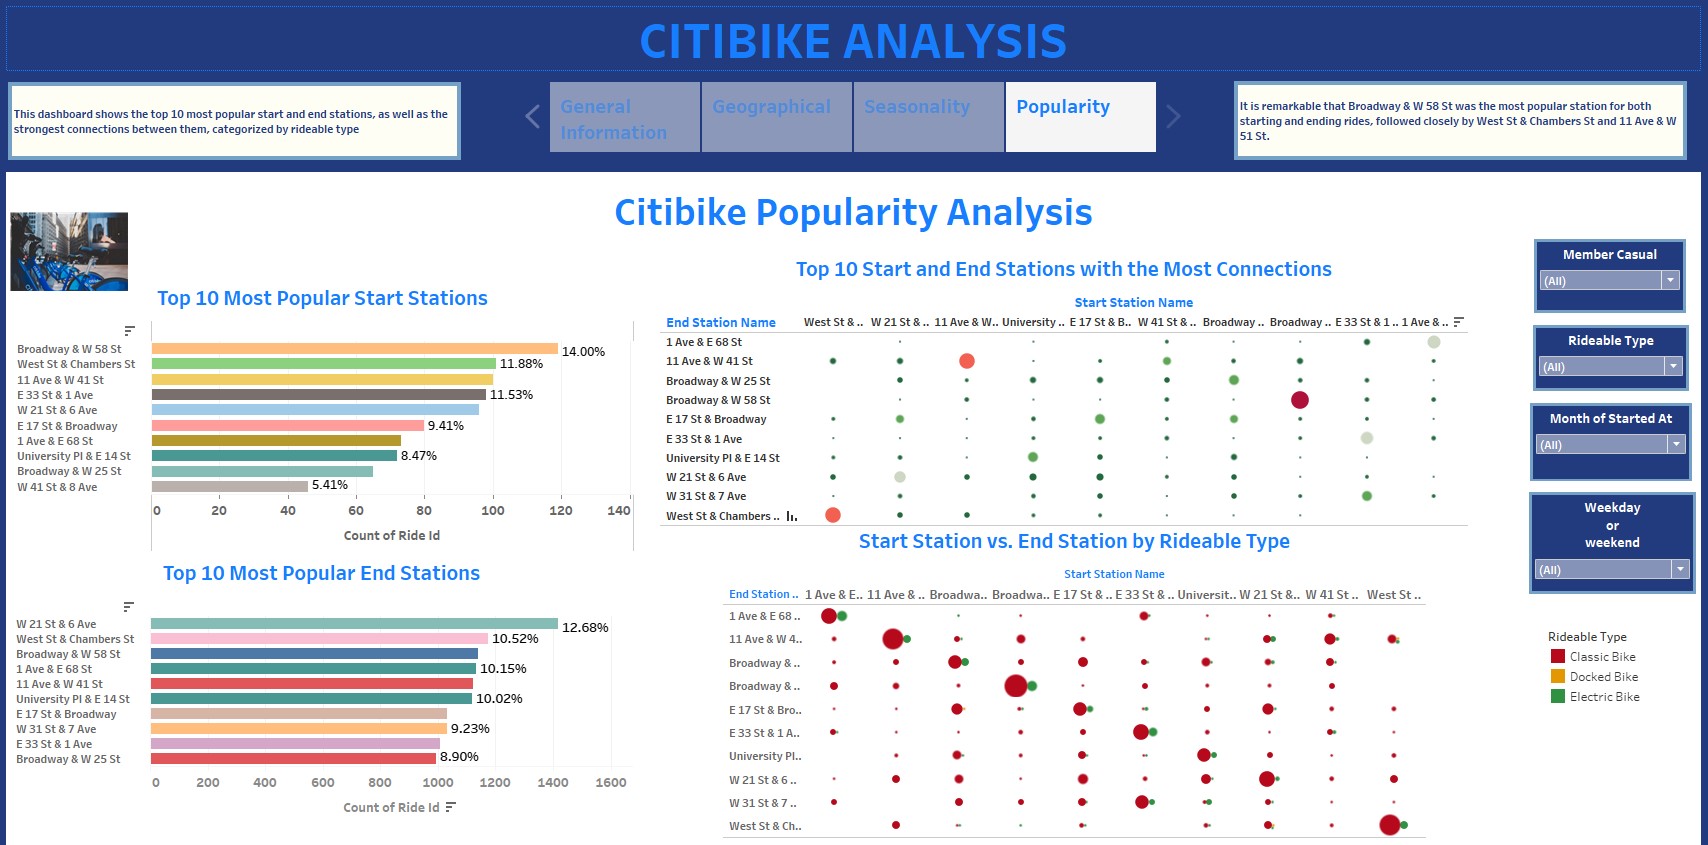 CITIBIKE ANALYSIS
This dashboard shows the top 10 most popular start and end stations, as well as the
strongest connections between them, categorized by rideable type
General
Information
Geographical
Seasonality
Popularity
It is remarkable that Broadway & W 58 St was the most popular station for both
starting and ending rides, followed closely by West St & Chambers St and 11 Ave & W
51 St.
Citibike Popularity Analysis
Top 10 Most Popular Start Stations
Broadway & W 58 St 14.00%
West St & Chambers St 11.88%
11 Ave & W 41 St
E 33 St & 1 Ave 11.53%
W 21 St & 6 Ave
E 17 St & Broadway 9.41%
1 Ave & E 68 St
University Pl & E 14 St 8.47%
Broadway & W 25 St
W 41 St & 8 Ave 5.41%
0 20 40 60 80 100 120 140
Count of Ride Id
Top 10 Most Popular End Stations
W 21 St & 6 Ave 12.68%
West St & Chambers St 10.52%
Broadway & W 58 St
1 Ave & E 68 St 10.15%
11 Ave & W 41 St
University Pl & E 14 St 10.02%
E 17 St & Broadway
W 31 St & 7 Ave 9.23%
E 33 St & 1 Ave
Broadway & W 25 St 8.90%
0 200 400 600 800 1000 1200 1400 1600
Count of Ride Id
Top 10 Start and End Stations with the Most Connections
Start Station Name
End Station Name West St & .. W 21 St & .. 11 Ave & W.. University .. E 17 St & B.. W 41 St & .. Broadway .. Broadway .. E 33 St & 1 .. 1 Ave & ..
1 Ave & E 68 St
11 Ave & W 41 St
Broadway & W 25 St
Broadway & W 58 St
E 17 St & Broadway
E 33 St & 1 Ave
University Pl & E 14 St
W 21 St & 6 Ave
W 31 St & 7 Ave
West St & Chambers ..
Start Station vs. End Station by Rideable Type
Start Station Name
End Station .. 1 Ave & E.. 11 Ave & .. Broadwa.. Broadwa.. E 17 St & .. E 33 St & .. Universit.. W 21 St &.. W 41 St .. West St ..
1 Ave & E 68 ..
11 Ave & W 4..
Broadway & ..
Broadway & ..
E 17 St & Bro..
E 33 St & 1 A..
University Pl..
W 21 St & 6 ..
W 31 St & 7 ..
West St & Ch..
Member Casual
(All)
Rideable Type
(All)
Month of Started At
(All)
Weekday
or
weekend
(All)
Rideable Type
Classic Bike
Docked Bike
Electric Bike